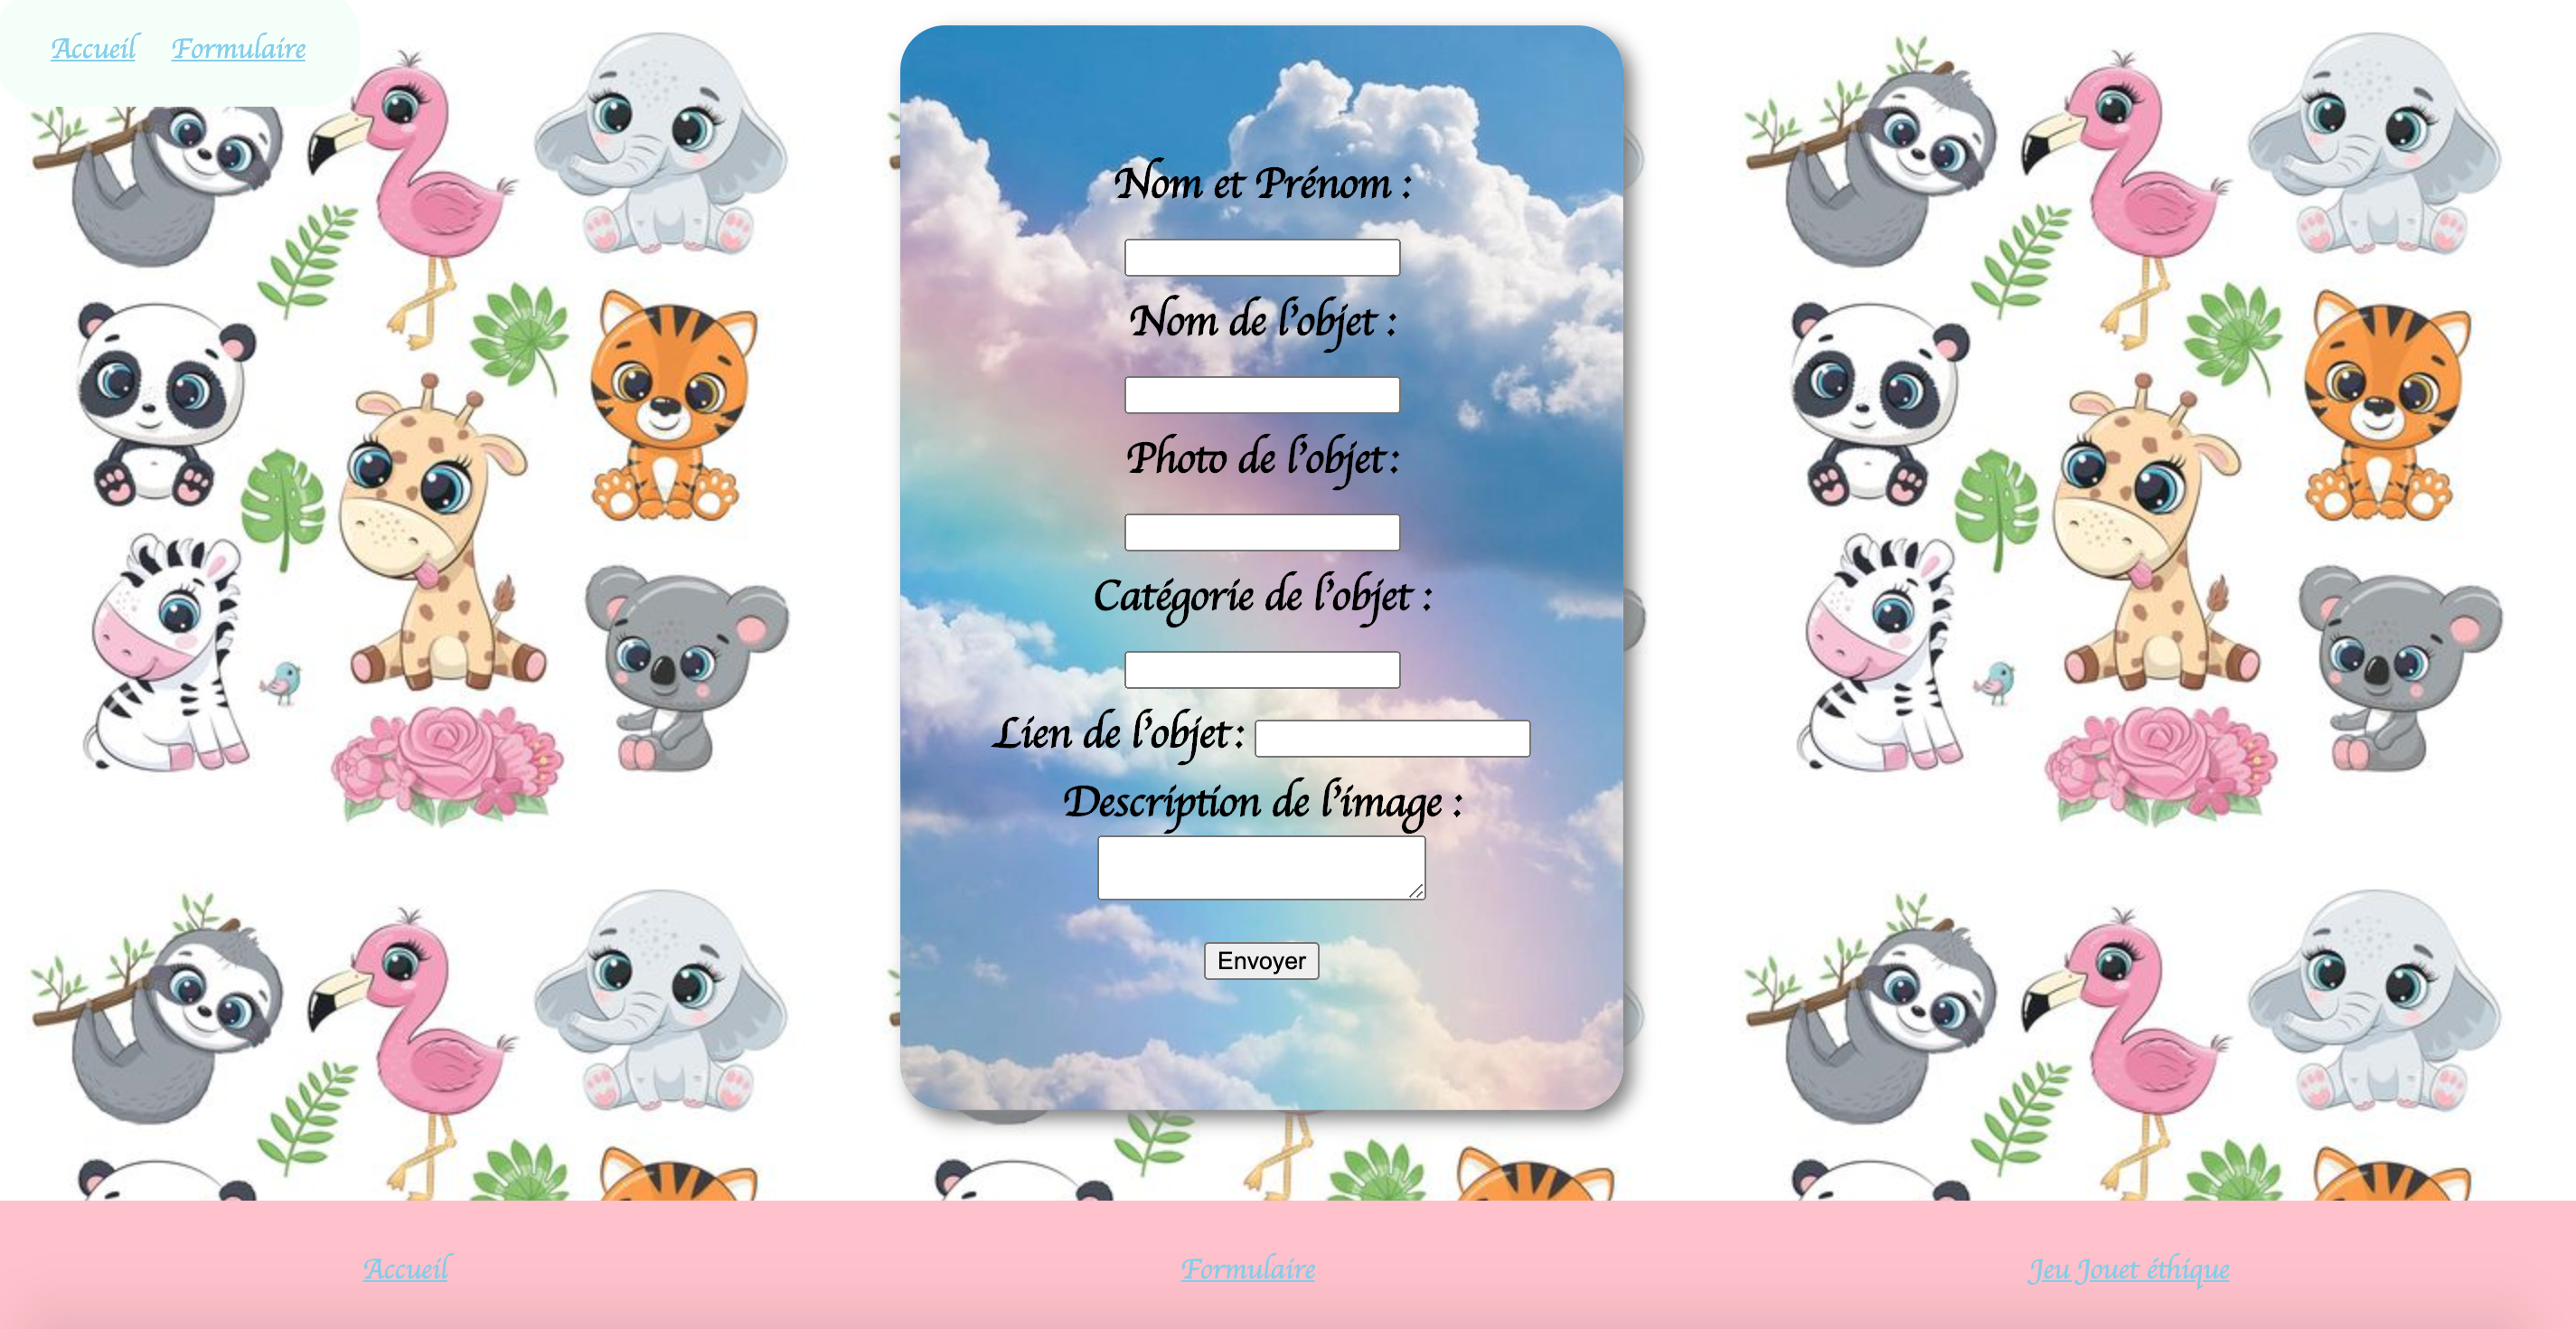 Accueil Formulaire
Nom et Prénom :
Nom de l'objet :
Photo de l'objet:
Catégorie de l'objet :
Lien de l'objet:
Description de l'image :
Envoyer
Accueil Formulaire Jeu Jouet éthique